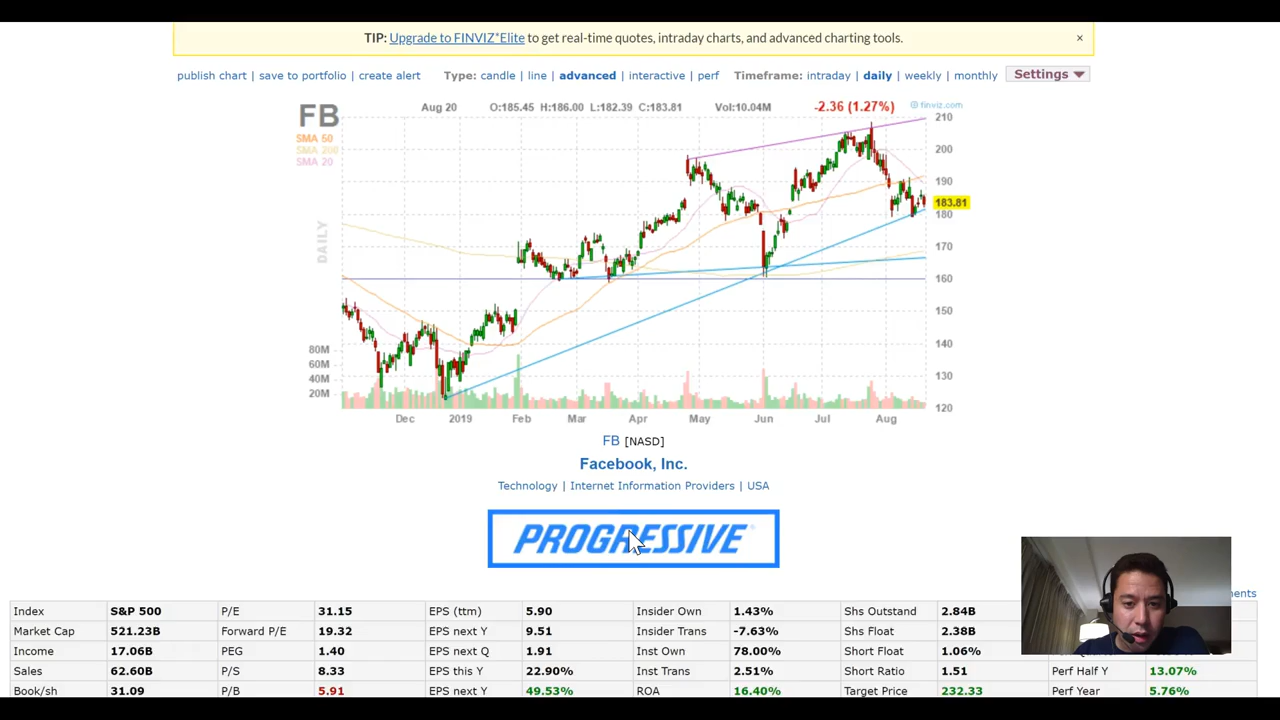 TIP: Upgrade to FINVIZ*Elite to get real-time quotes, intraday charts, and advanced charting tools. ×
publish chart | save to portfolio | create alert Type: candle | line | advanced | interactive | perf Timeframe: intraday | daily | weekly | monthly Settings
FB Aug 20 O:185.45 H:186.00 L:182.39 C:183.81 Vol:10.04M -2.36 (1.27%) © finviz.com
SMA 50
SMA 200
SMA 20
DAILY
210
200
190
183.81
180
170
160
150
140
130
120
80M
60M
40M
20M
Dec 2019 Feb Mar Apr May Jun Jul Aug
FB [NASD]
Facebook, Inc.
Technology | Internet Information Providers | USA
PROGRESSIVE
Index S&P 500 P/E 31.15 EPS (ttm) 5.90 Insider Own 1.43% Shs Outstand 2.84B
Market Cap 521.23B Forward P/E 19.32 EPS next Y 9.51 Insider Trans -7.63% Shs Float 2.38B
Income 17.06B PEG 1.40 EPS next Q 1.91 Inst Own 78.00% Short Float 1.06%
Sales 62.60B P/S 8.33 EPS this Y 22.90% Inst Trans 2.51% Short Ratio 1.51 Perf Half Y 13.07%
Book/sh 31.09 P/B 5.91 EPS next Y 49.53% ROA 16.40% Target Price 232.33 Perf Year 5.76%